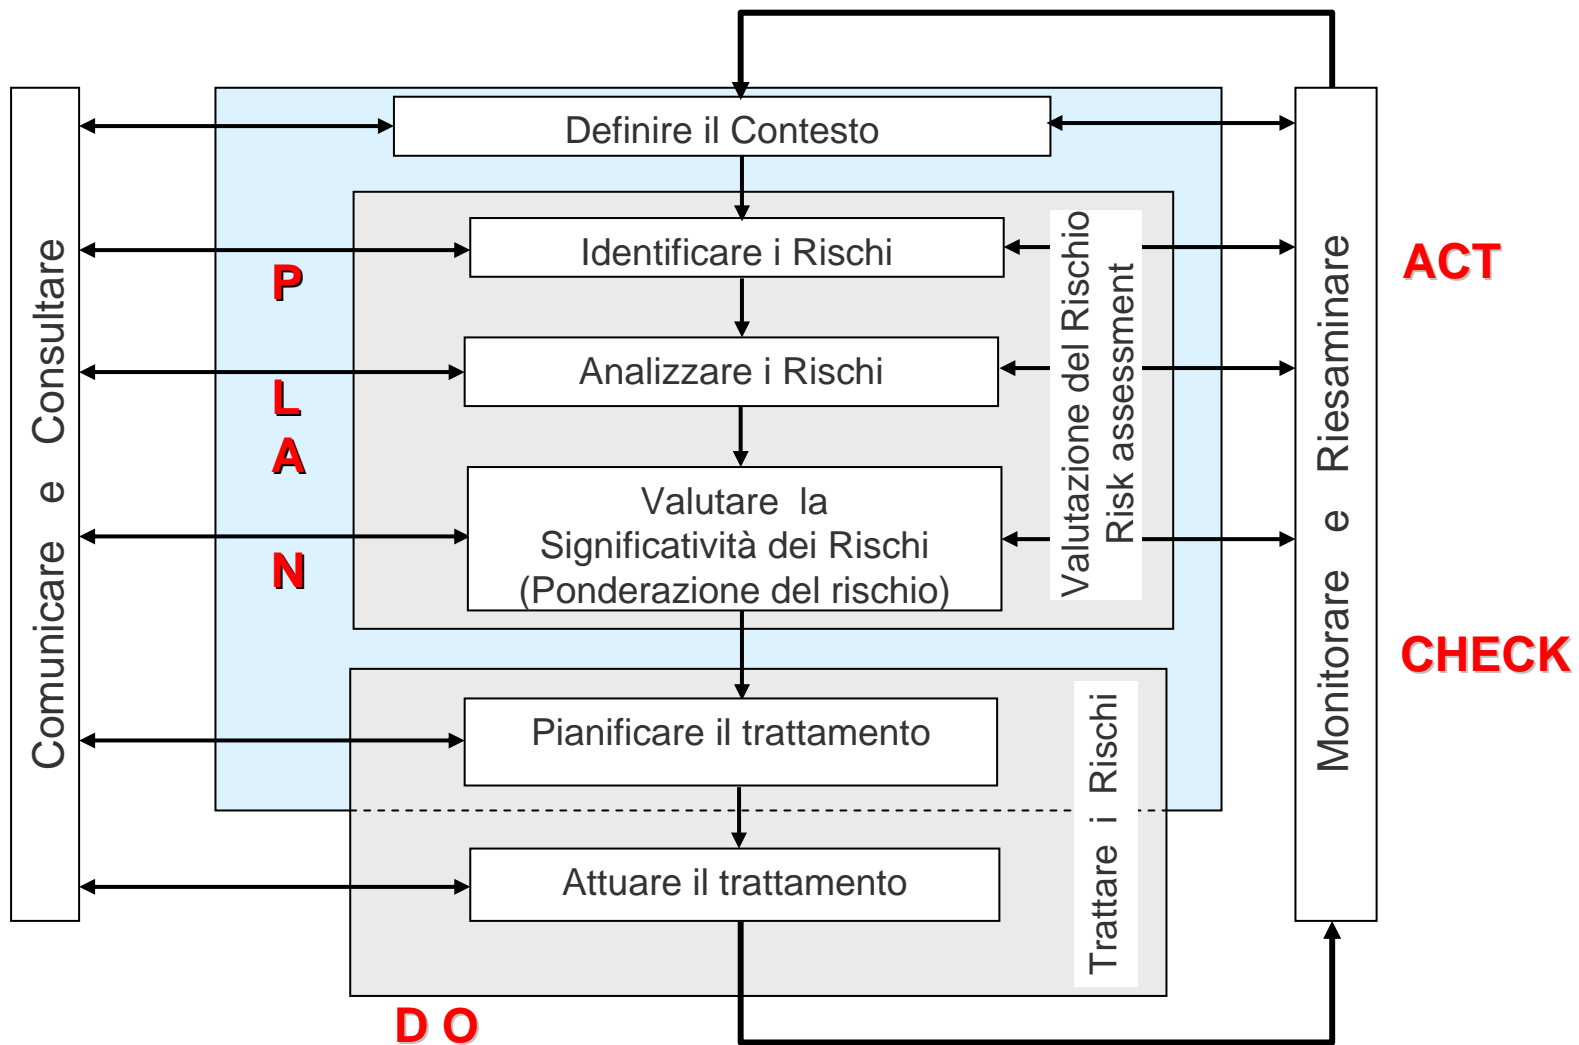 Definire il Contesto
Identificare i Rischi
Analizzare i Rischi
Valutare la
Significatività dei Rischi
(Ponderazione del rischio)
Pianificare il trattamento
Attuare il trattamento
Comunicare e Consultare
P
L
A
N
Valutazione del Rischio
Risk assessment
Trattare i Rischi
Monitorare e Riesaminare
ACT
CHECK
D O